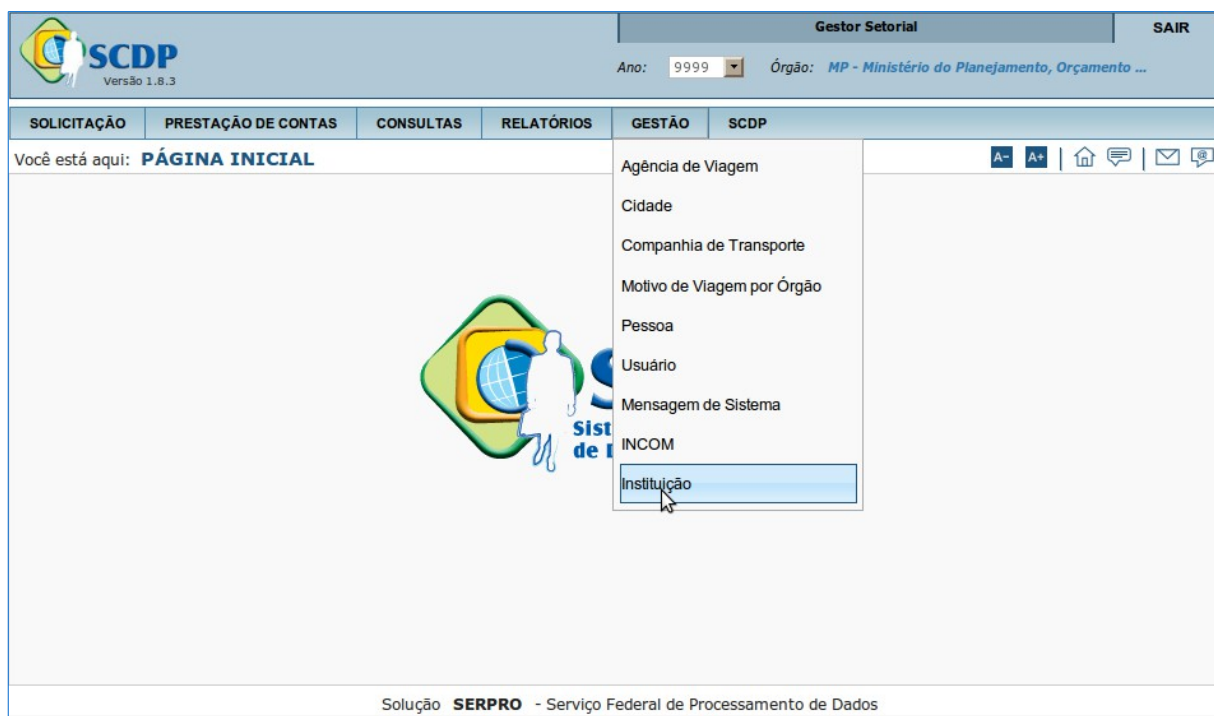 Gestor Setorial
SAIR
SCDP
Versão 1.8.3
Ano: 9999 Órgão: MP - Ministério do Planejamento, Orçamento ...
SOLICITAÇÃO PRESTAÇÃO DE CONTAS CONSULTAS RELATÓRIOS GESTÃO SCDP
Você está aqui: PÁGINA INICIAL
A- A+
Agência de Viagem
Cidade
Companhia de Transporte
Motivo de Viagem por Órgão
Pessoa
Usuário
Mensagem de Sistema
INCOM
Instituição
S
Sist
de D
Solução SERPRO - Serviço Federal de Processamento de Dados